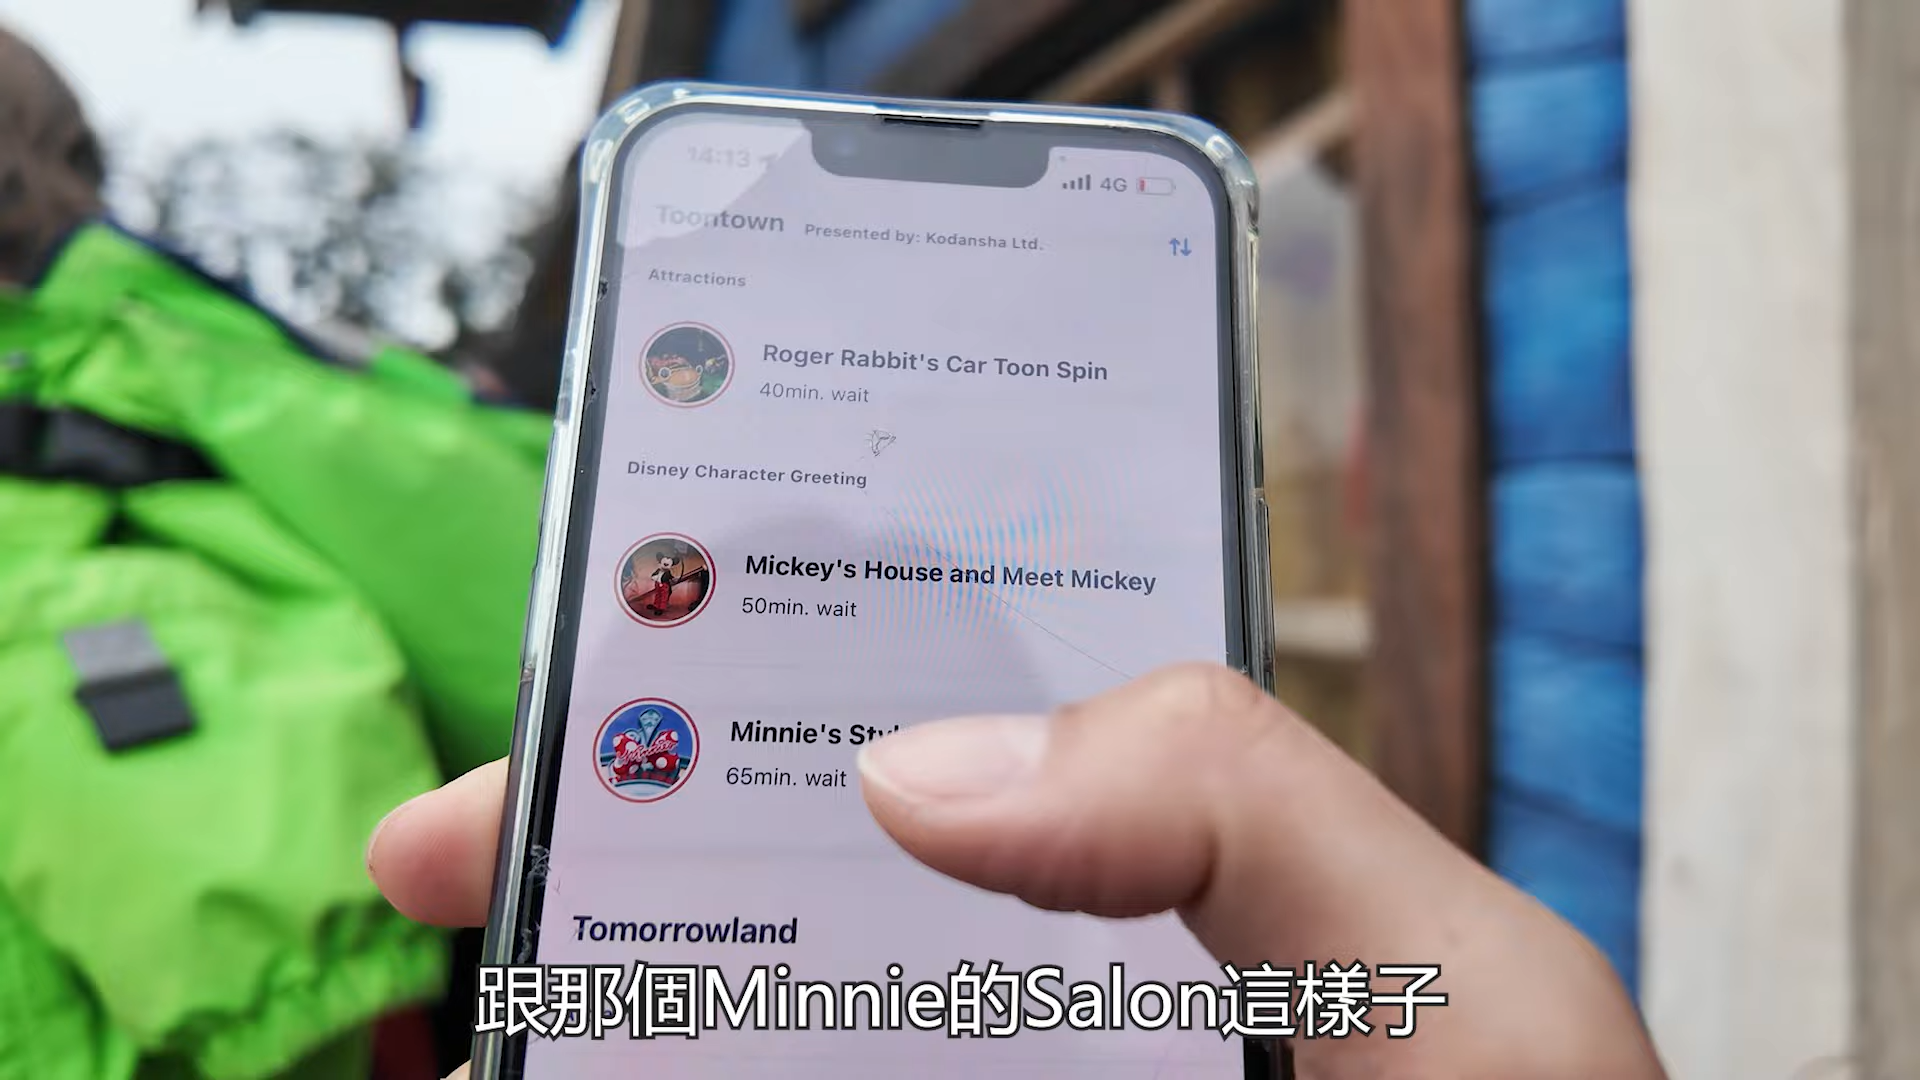 14:13
4G
Toontown Presented by: Kodansha Ltd.
Attractions
Roger Rabbit's Car Toon Spin
40min. wait
Disney Character Greeting
Mickey's House and Meet Mickey
50min. wait
Minnie's
65min. wait
Tomorrowland
跟那個Minnie的Salon這樣子